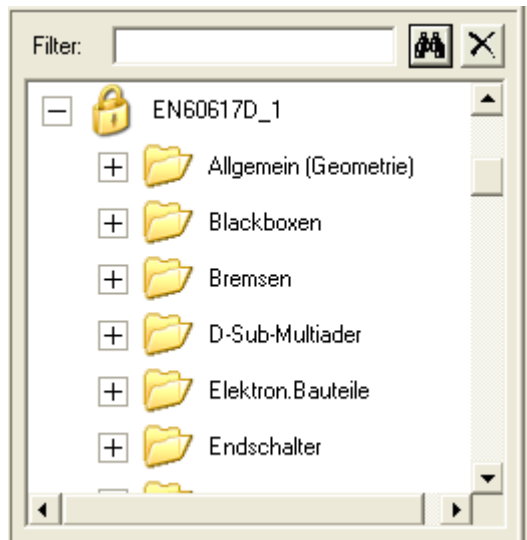 Filter:
EN60617D_1
Allgemein (Geometrie)
Blackboxen
Bremsen
D-Sub-Multiader
Elektron.Bauteile
Endschalter